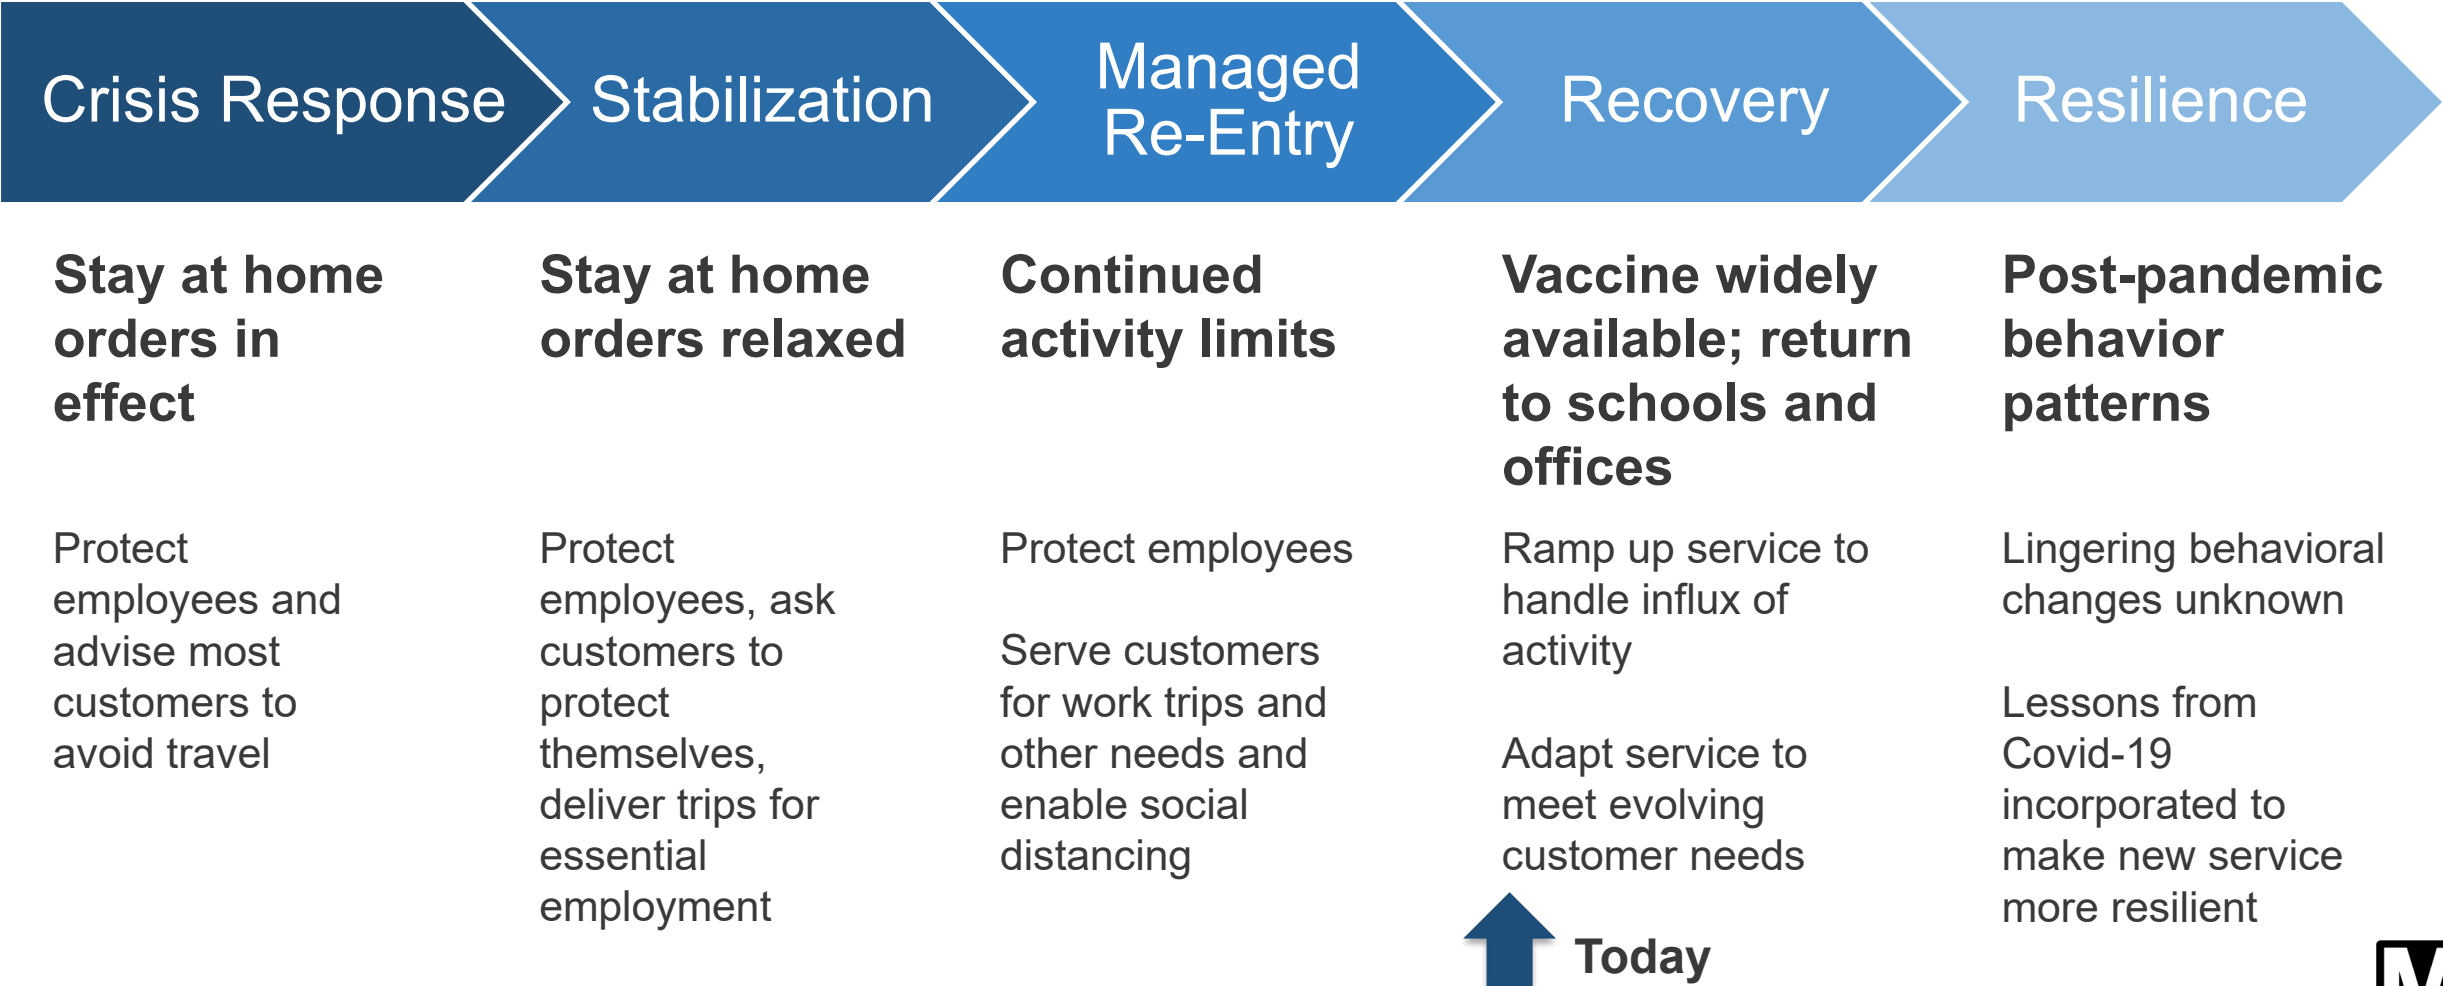 Crisis Response
Stabilization
Managed
Re-Entry
Recovery
Resilience
Stay at home
orders in
effect
Protect
employees and
advise most
customers to
avoid travel
Stay at home
orders relaxed
Protect
employees, ask
customers to
protect
themselves,
deliver trips for
essential
employment
Continued
activity limits
Protect employees
Serve customers
for work trips and
other needs and
enable social
distancing
Vaccine widely
available; return
to schools and
offices
Ramp up service to
handle influx of
activity
Adapt service to
meet evolving
customer needs
Today
Post-pandemic
behavior
patterns
Lingering behavioral
changes unknown
Lessons from
Covid-19
incorporated to
make new service
more resilient
M